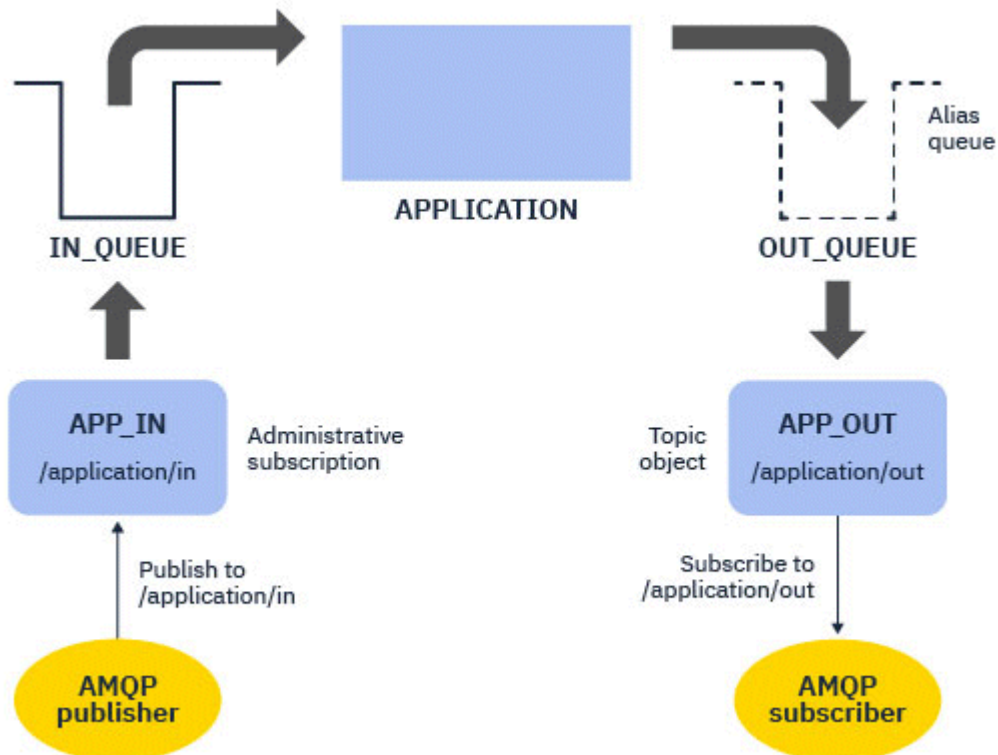 Alias
queue
APPLICATION
IN_QUEUE
OUT_QUEUE
APP_IN
/application/in
Administrative
subscription
Topic
object
APP_OUT
/application/out
Publish to
/application/in
Subscribe to
/application/out
AMQP
publisher
AMQP
subscriber